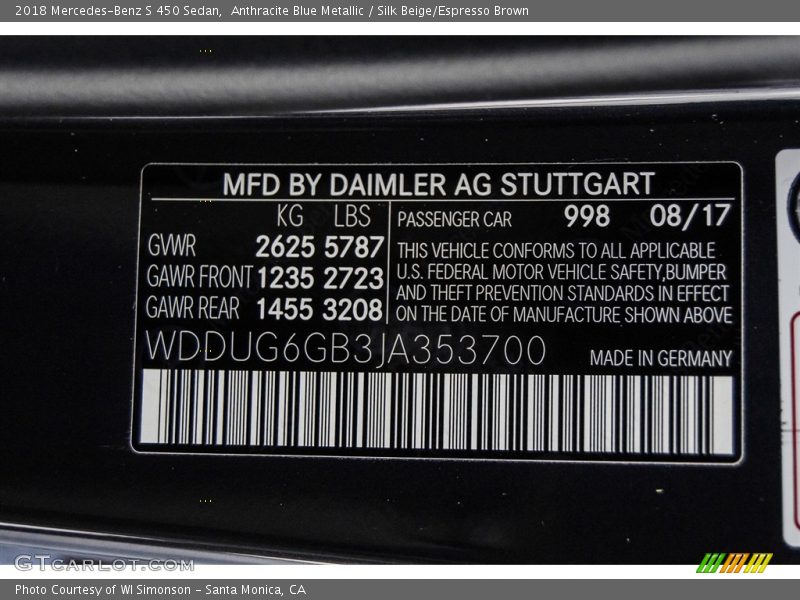 2018 Mercedes-Benz S 450 Sedan,  Anthracite Blue Metallic / Silk Beige/Espresso Brown
MFD BY DAIMLER AG STUTTGART
KG LBS
GVWR 2625 5787
GAWR FRONT 1235 2723
GAWR REAR 1455 3208
PASSENGER CAR 998 08/17
THIS VEHICLE CONFORMS TO ALL APPLICABLE
U.S. FEDERAL MOTOR VEHICLE SAFETY,BUMPER
AND THEFT PREVENTION STANDARDS IN EFFECT
ON THE DATE OF MANUFACTURE SHOWN ABOVE
WDDUG6GB3JA353700
MADE IN GERMANY
GTcarlot.com
Photo Courtesy of WI Simonson - Santa Monica, CA